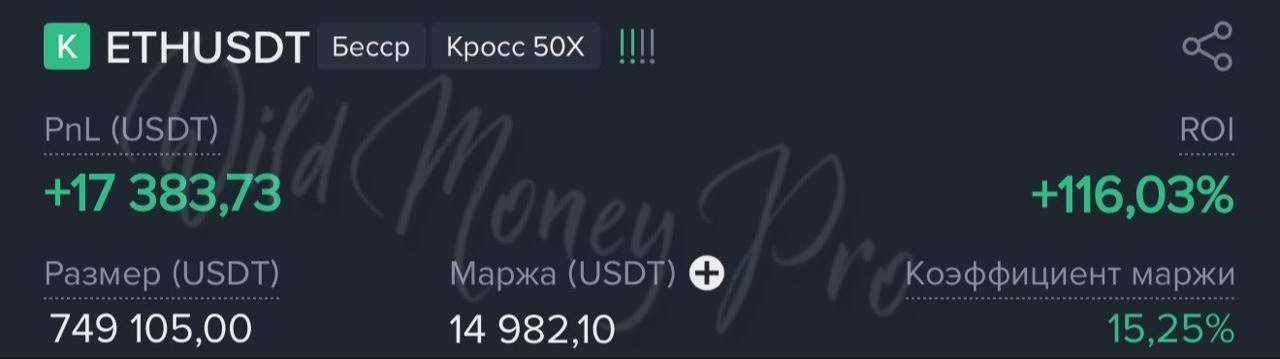 K ETHUSDT Бесср Кросс 50X
PnL (USDT) ROI
+17 383,73 +116,03%
Размер (USDT) Маржа (USDT) Коэффициент маржи
749 105,00 14 982,10 15,25%
Wild Money Pro